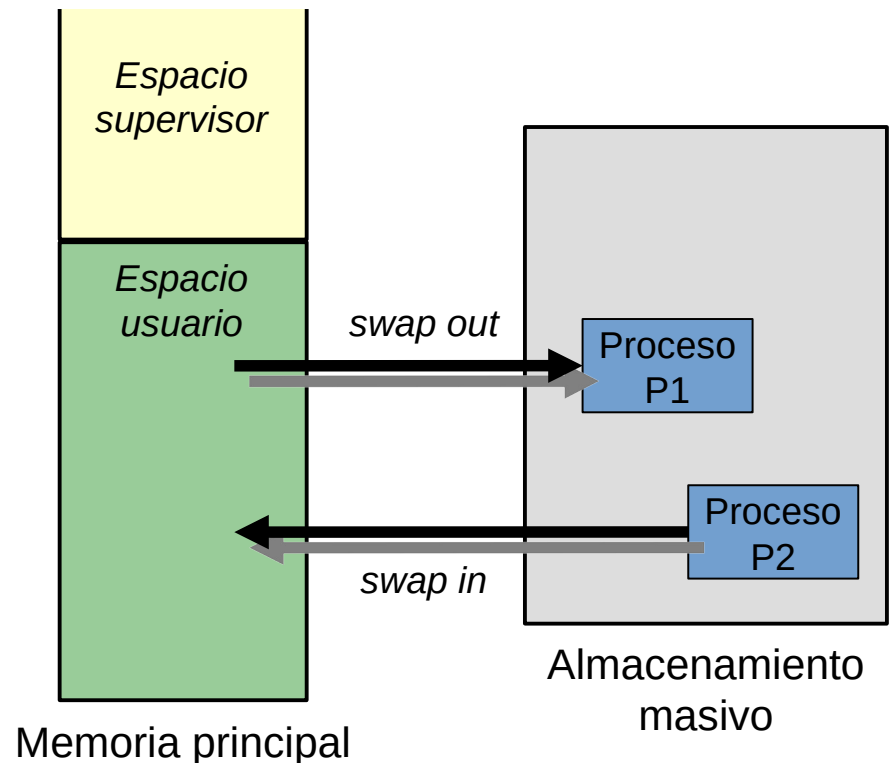 Espacio
supervisor
Espacio
usuario
swap out
Proceso
P1
Proceso
P2
swap in
Almacenamiento
masivo
Memoria principal